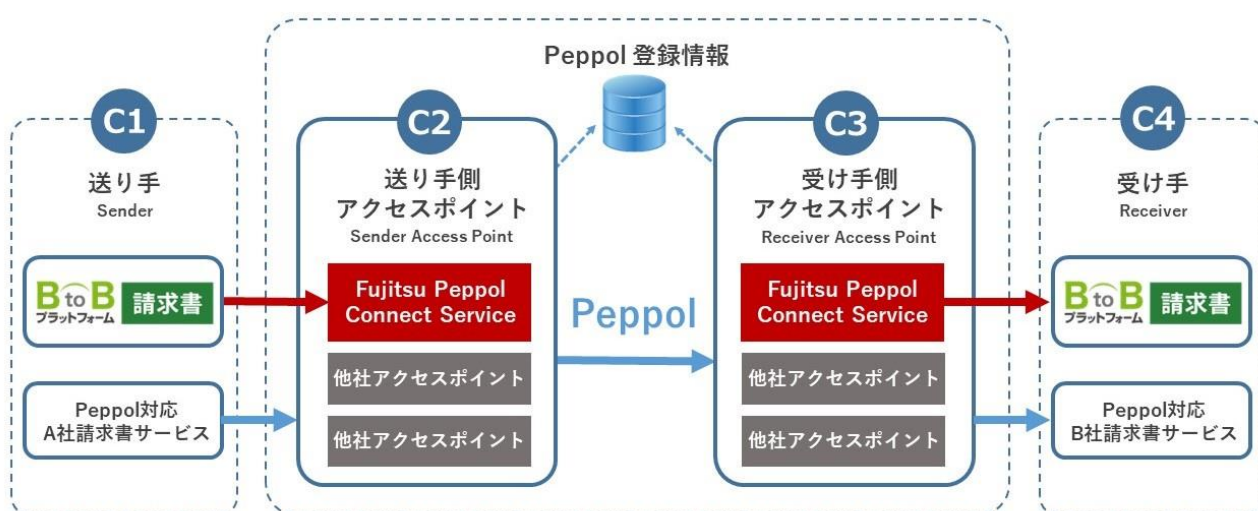 Peppol 登録情報
C1
送り手
Sender
BtoB
プラットフォーム
請求書
Peppol対応
A社請求書サービス
C2
送り手側
アクセスポイント
Sender Access Point
Fujitsu Peppol
Connect Service
他社アクセスポイント
他社アクセスポイント
Peppol
C3
受け手側
アクセスポイント
Receiver Access Point
Fujitsu Peppol
Connect Service
他社アクセスポイント
他社アクセスポイント
C4
受け手
Receiver
BtoB
プラットフォーム
請求書
Peppol対応
B社請求書サービス